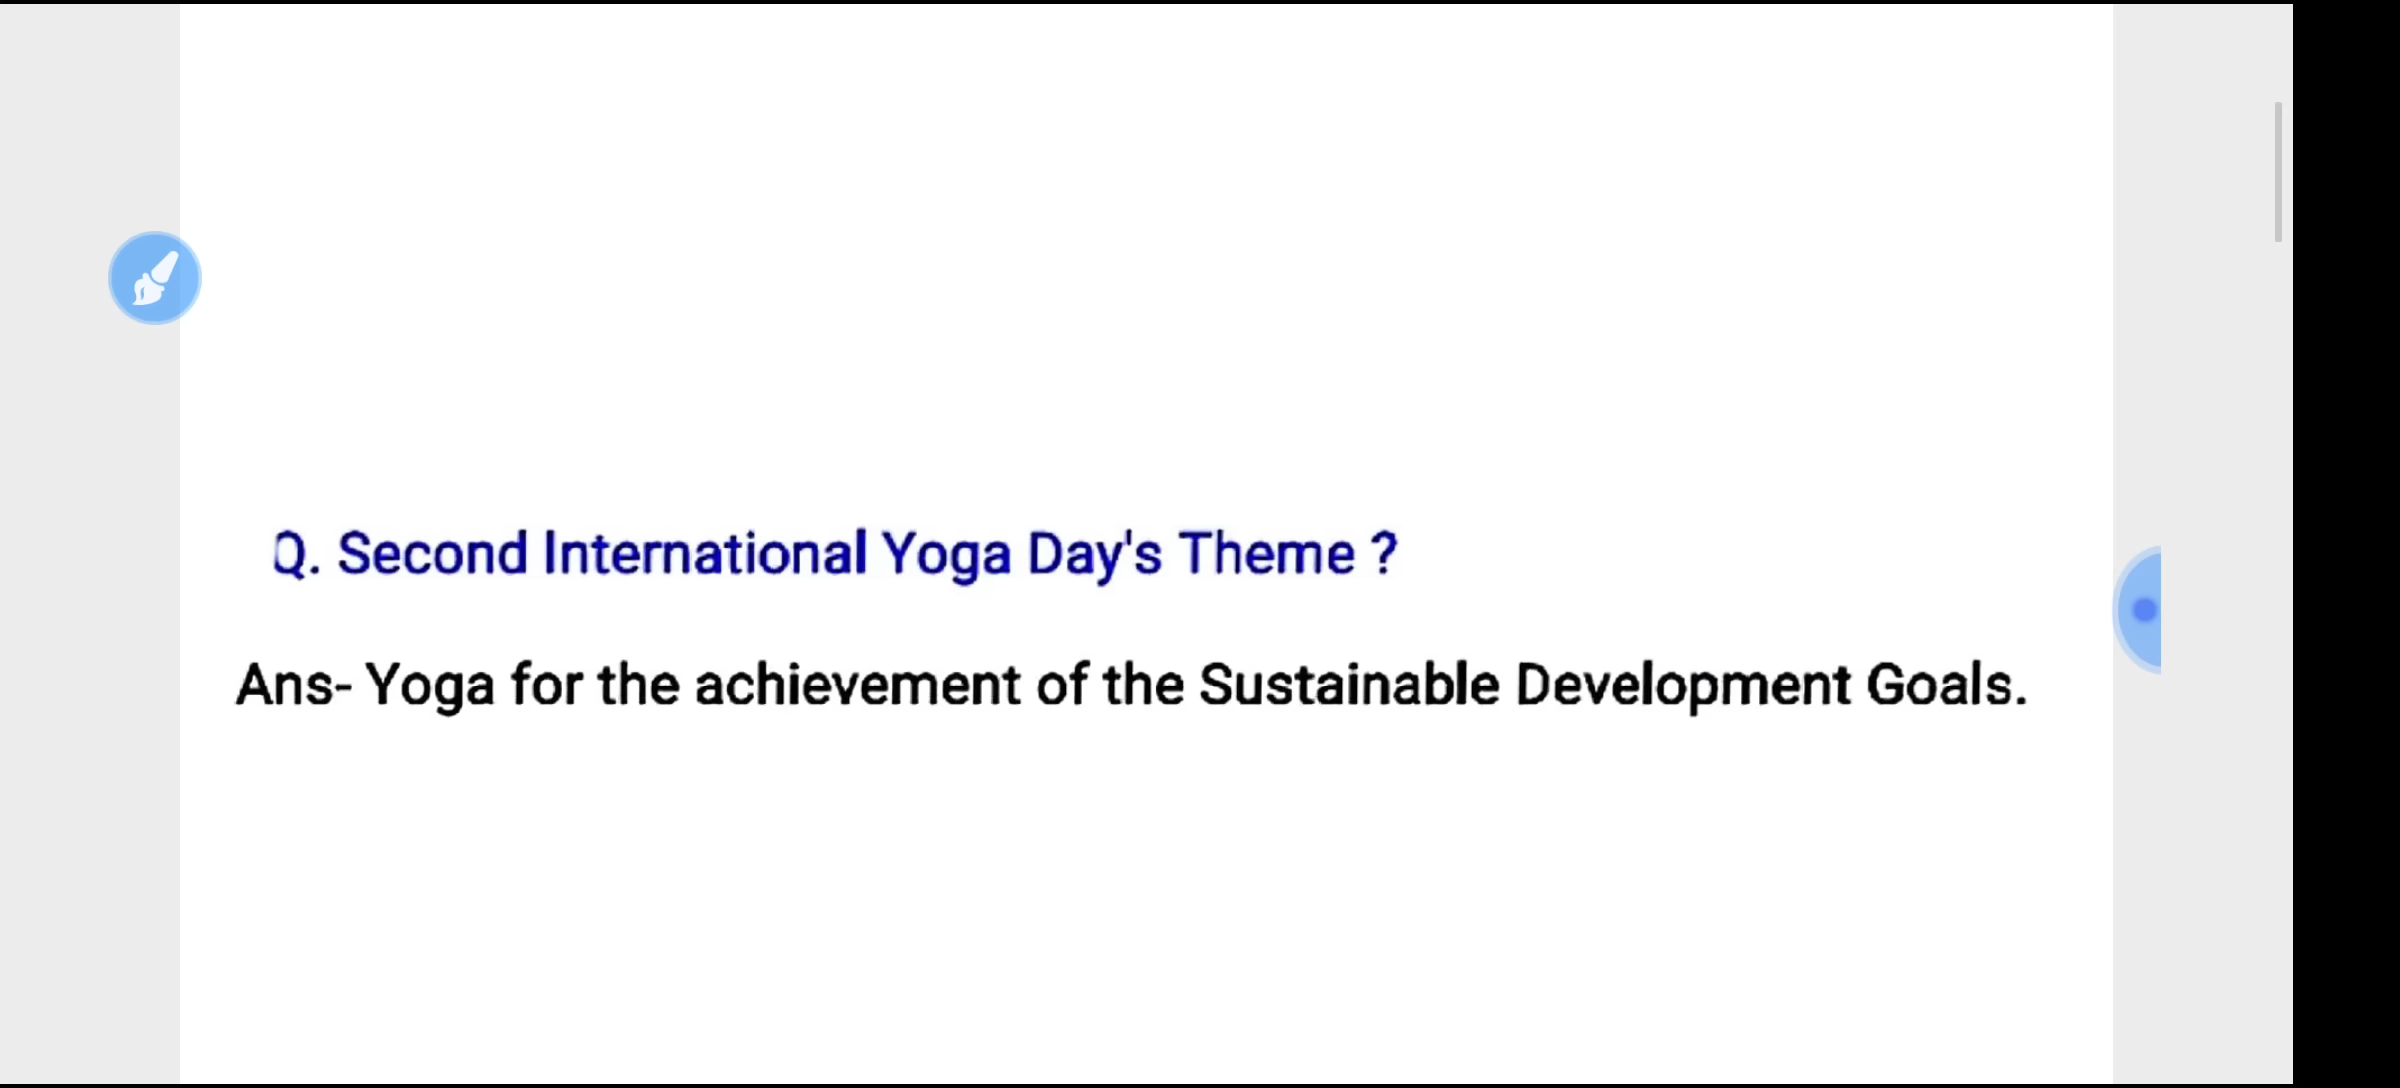 Q. Second International Yoga Day's Theme ?
Ans- Yoga for the achievement of the Sustainable Development Goals.